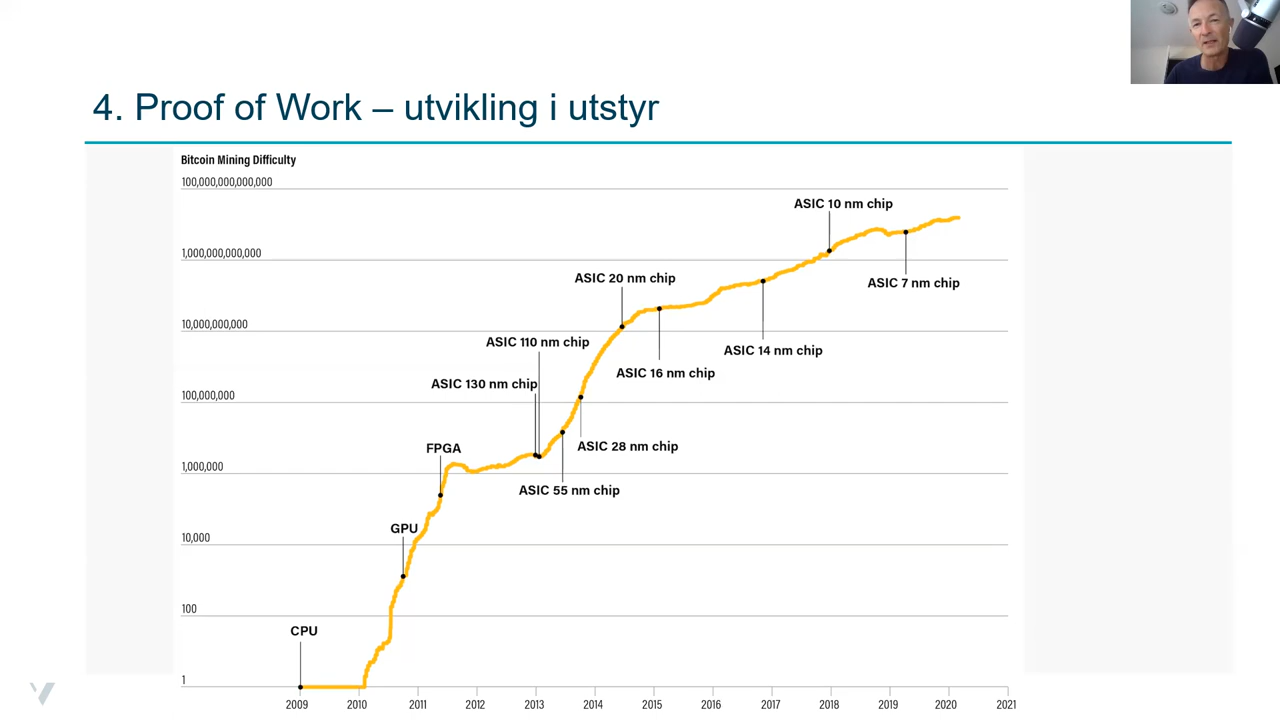 4. Proof of Work – utvikling i utstyr
Bitcoin Mining Difficulty
100,000,000,000,000
ASIC 10 nm chip
1,000,000,000,000
ASIC 20 nm chip
ASIC 7 nm chip
10,000,000,000
ASIC 110 nm chip
ASIC 14 nm chip
ASIC 16 nm chip
ASIC 130 nm chip
100,000,000
FPGA
ASIC 28 nm chip
1,000,000
ASIC 55 nm chip
GPU
10,000
100
CPU
1
2009 2010 2011 2012 2013 2014 2015 2016 2017 2018 2019 2020 2021